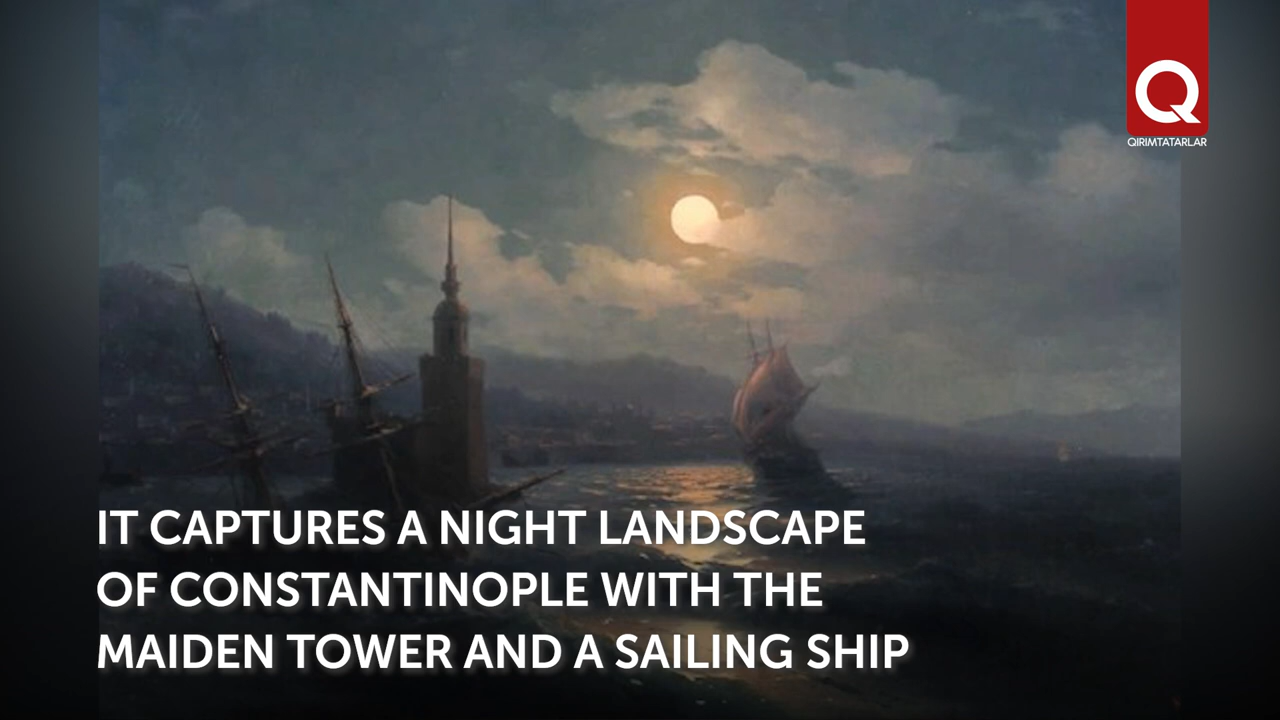 Q
QIRIMTATARLAR
IT CAPTURES A NIGHT LANDSCAPE
OF CONSTANTINOPLE WITH THE
MAIDEN TOWER AND A SAILING SHIP